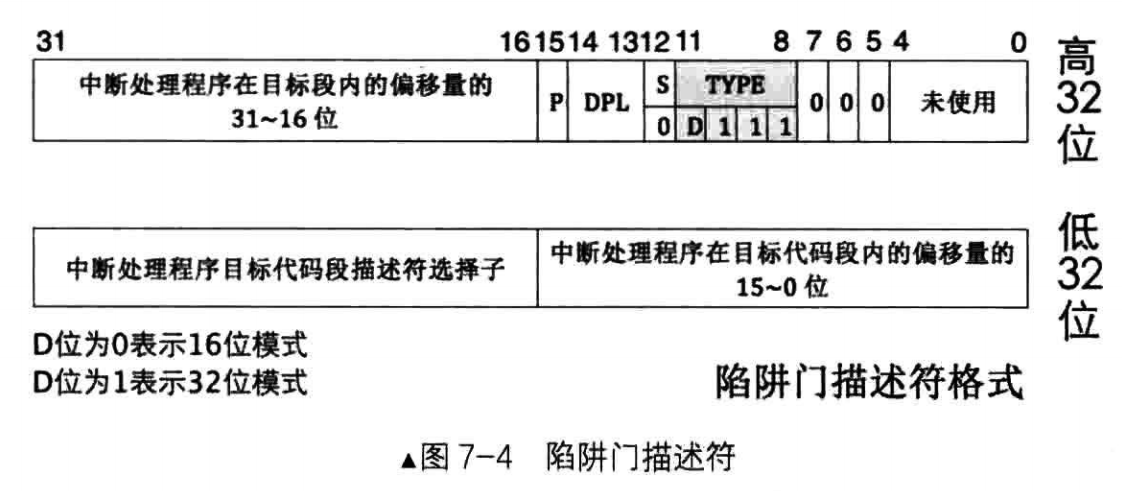 31 16 15 14 13 12 11 8 7 6 5 4 0
中断处理程序在目标段内的偏移量的
31~16 位
P DPL S TYPE 0 0 0 未使用
0 D 1 1 1
高32位
中断处理程序目标代码段描述符选择子
中断处理程序在目标代码段内的偏移量的
15~0 位
低32位
D位为0表示16位模式
D位为1表示32位模式
陷阱门描述符格式
▲图 7-4 陷阱门描述符